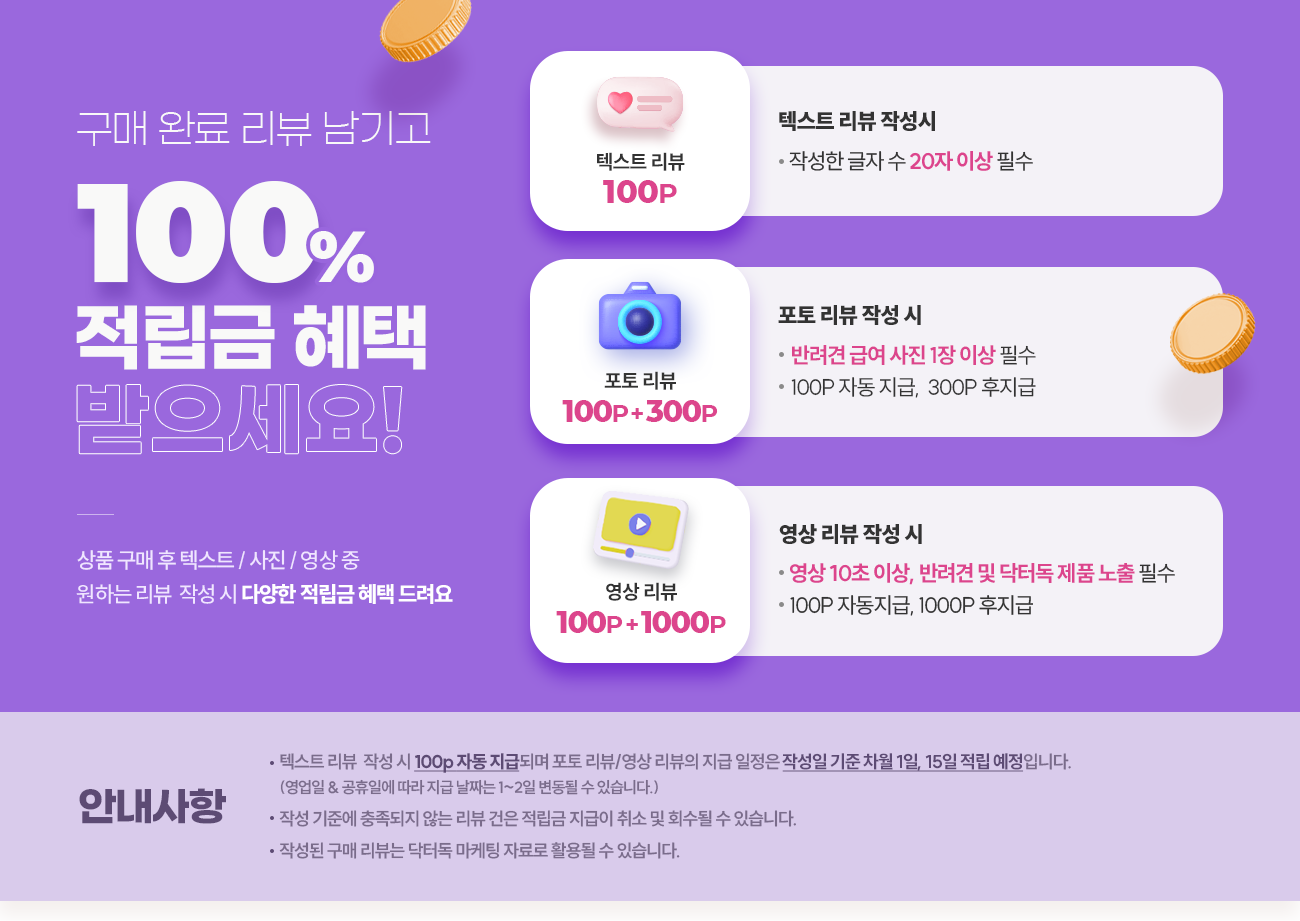 구매 완료 리뷰 남기고
100%
적립금 혜택
받으세요!
상품 구매 후 텍스트 / 사진 / 영상 중
원하는 리뷰 작성 시 다양한 적립금 혜택 드려요
텍스트 리뷰
100P
텍스트 리뷰 작성시
• 작성한 글자 수 20자 이상 필수
포토 리뷰
100P+300P
포토 리뷰 작성 시
• 반려견 급여 사진 1장 이상 필수
• 100P 자동 지급, 300P 후지급
영상 리뷰
100P+1000P
영상 리뷰 작성 시
• 영상 10초 이상, 반려견 및 닥터독 제품 노출 필수
• 100P 자동지급, 1000P 후지급
안내사항
• 텍스트 리뷰 작성 시 100p 자동 지급되며 포토 리뷰/영상 리뷰의 지급 일정은 작성일 기준 차월 1일, 15일 적립 예정입니다.
(영업일 & 공휴일에 따라 지급 날짜는 1~2일 변동될 수 있습니다.)
• 작성 기준에 충족되지 않는 리뷰 건은 적립금 지급이 취소 및 회수될 수 있습니다.
• 작성된 구매 리뷰는 닥터독 마케팅 자료로 활용될 수 있습니다.